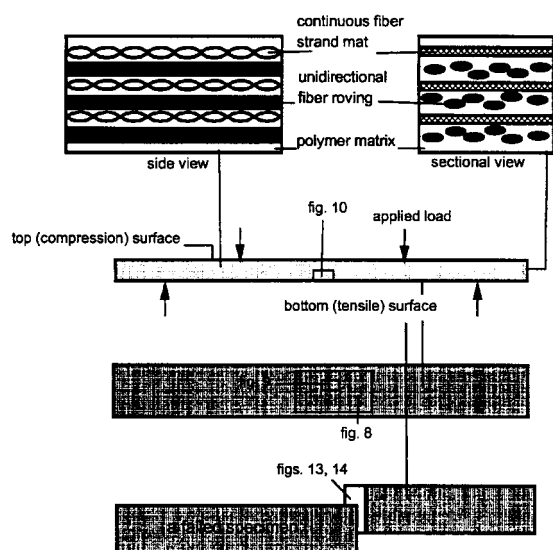 continuous fiber
strand mat
unidirectional
fiber roving
polymer matrix
side view
sectional view
fig. 10
applied load
top (compression) surface
bottom (tensile) surface
fig. 8
figs. 13, 14